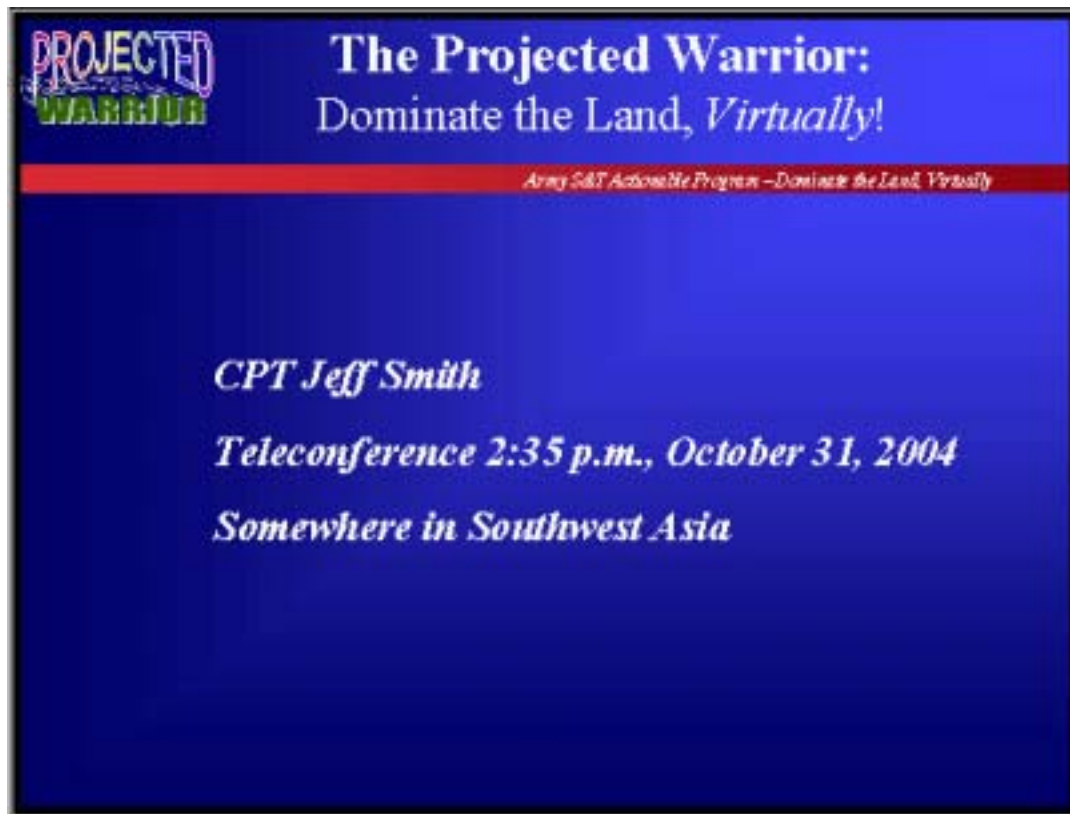 PROJECTED
WARRIOR
The Projected Warrior:
Dominate the Land, Virtually!
Army S&T Actionable Program – Dominate the Land, Virtually
CPT Jeff Smith
Teleconference 2:35 p.m., October 31, 2004
Somewhere in Southwest Asia